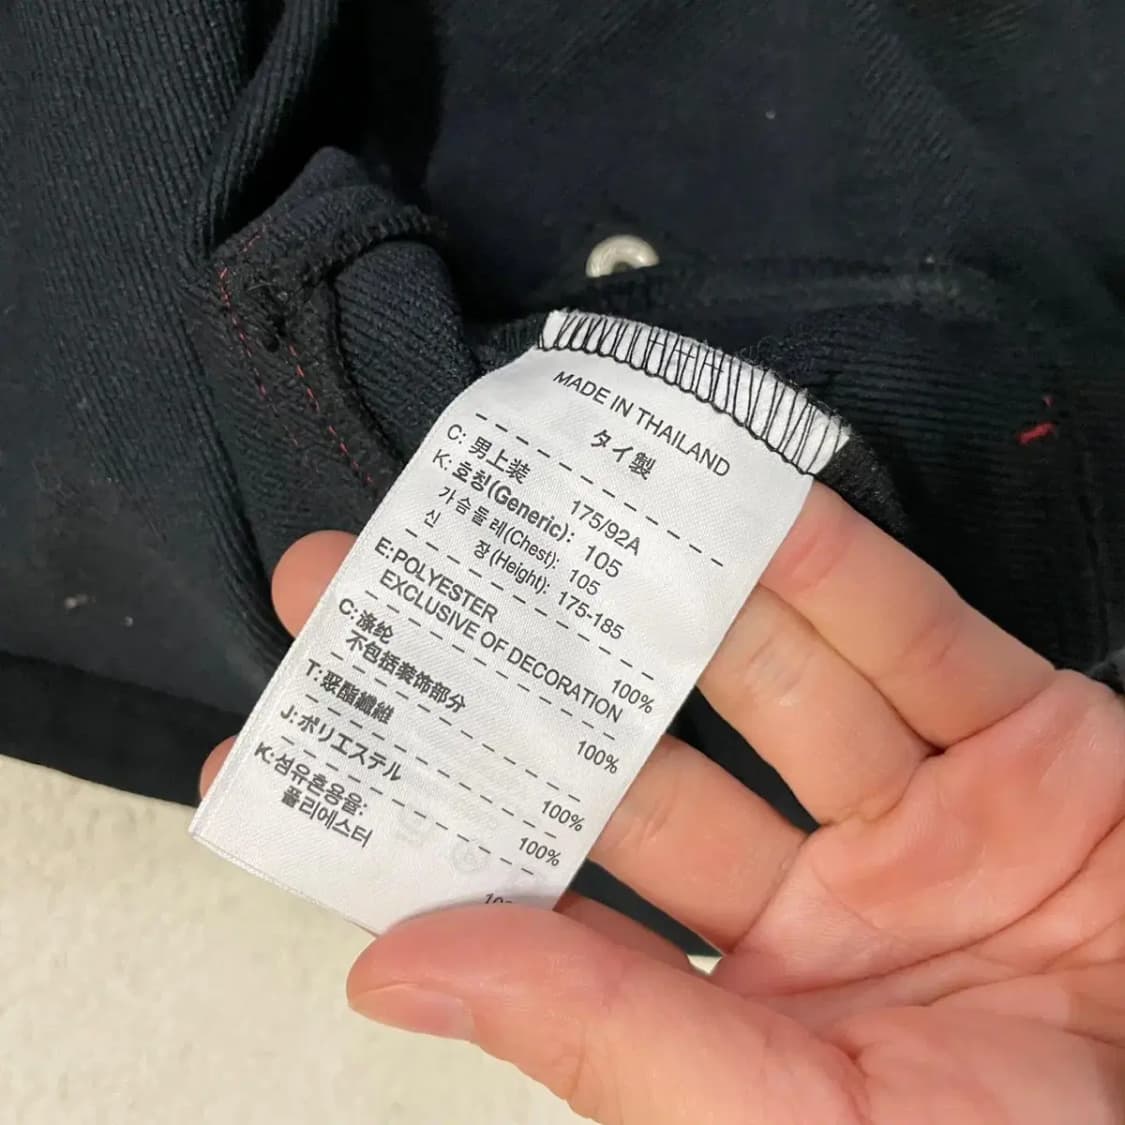 MADE IN THAILAND
タイ製
C: 男上装 175/92A
K: 호칭(Generic): 105
가슴둘레(Chest): 105
신 장(Height): 175-185
E:POLYESTER 100%
EXCLUSIVE OF DECORATION
C:涤纶 100%
不包括装饰部分
T:聚酯纖維 100%
J:ポリエステル 100%
K:섬유혼용율:
폴리에스터